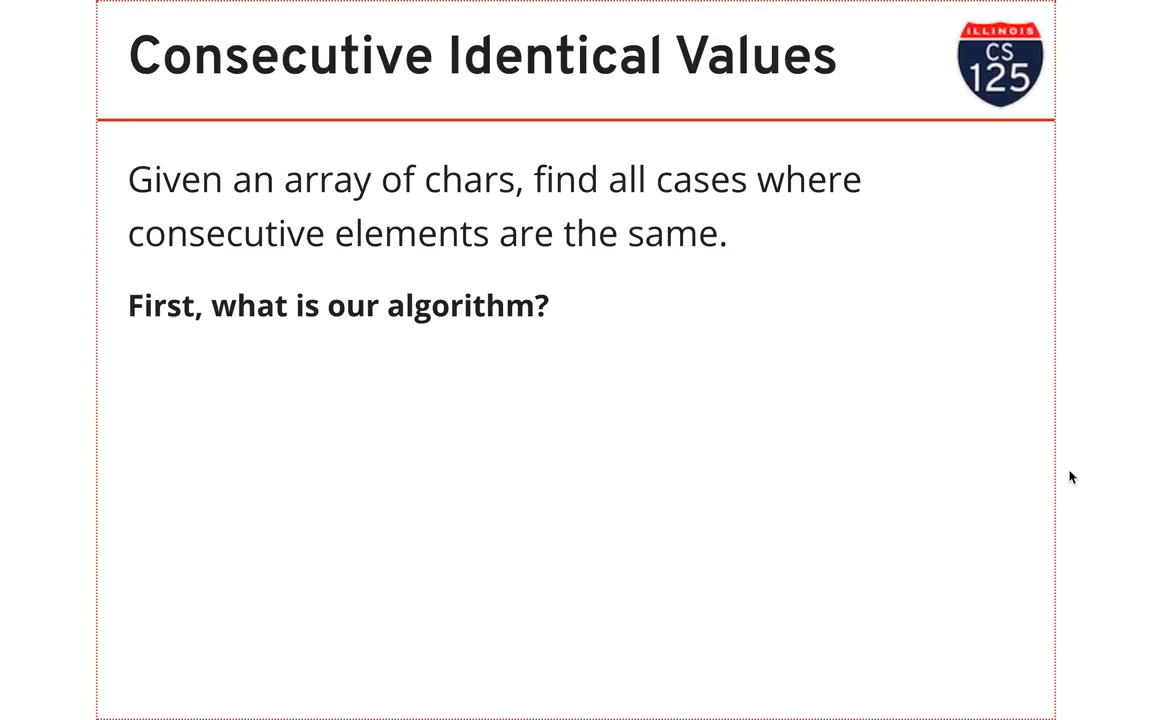 Consecutive Identical Values
ILLINOIS
CS
125
Given an array of chars, find all cases where
consecutive elements are the same.
First, what is our algorithm?